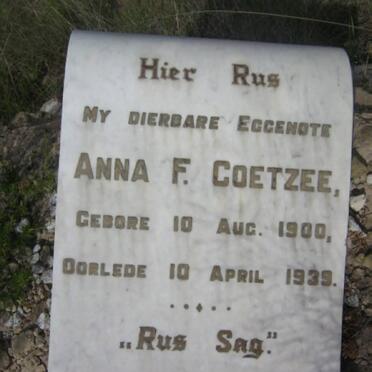 Hier Rus
My dierbare Eggenote
Anna F. Coetzee,
Gebore 10 Aug. 1900,
Oorlede 10 April 1939.
„Rus Sag."